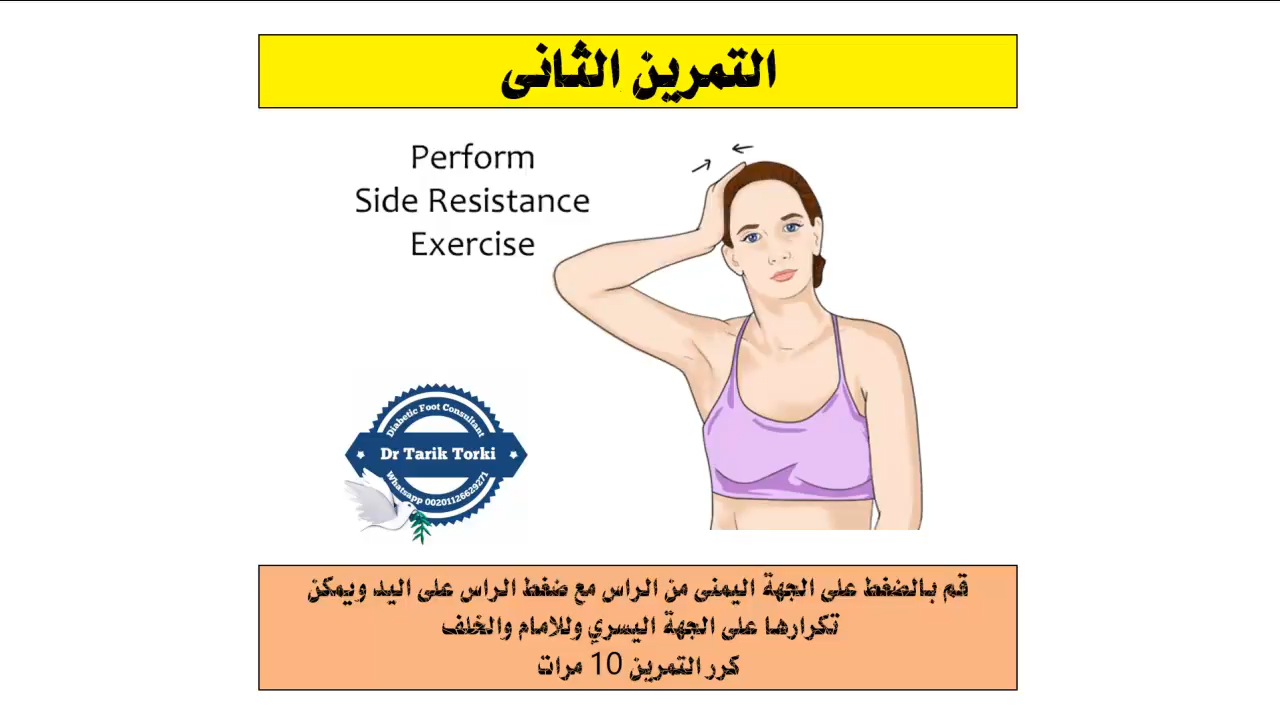 التمرين الثانى
Perform
Side Resistance
Exercise
Diabetic Foot Consultant
Dr Tarik Torki
Whatsapp 00201126629271
قم بالضغط على الجهة اليمنى من الراس مع ضغط الراس على اليد ويمكن
تكرارها على الجهة اليسري وللامام والخلف
كرر التمرين 10 مرات